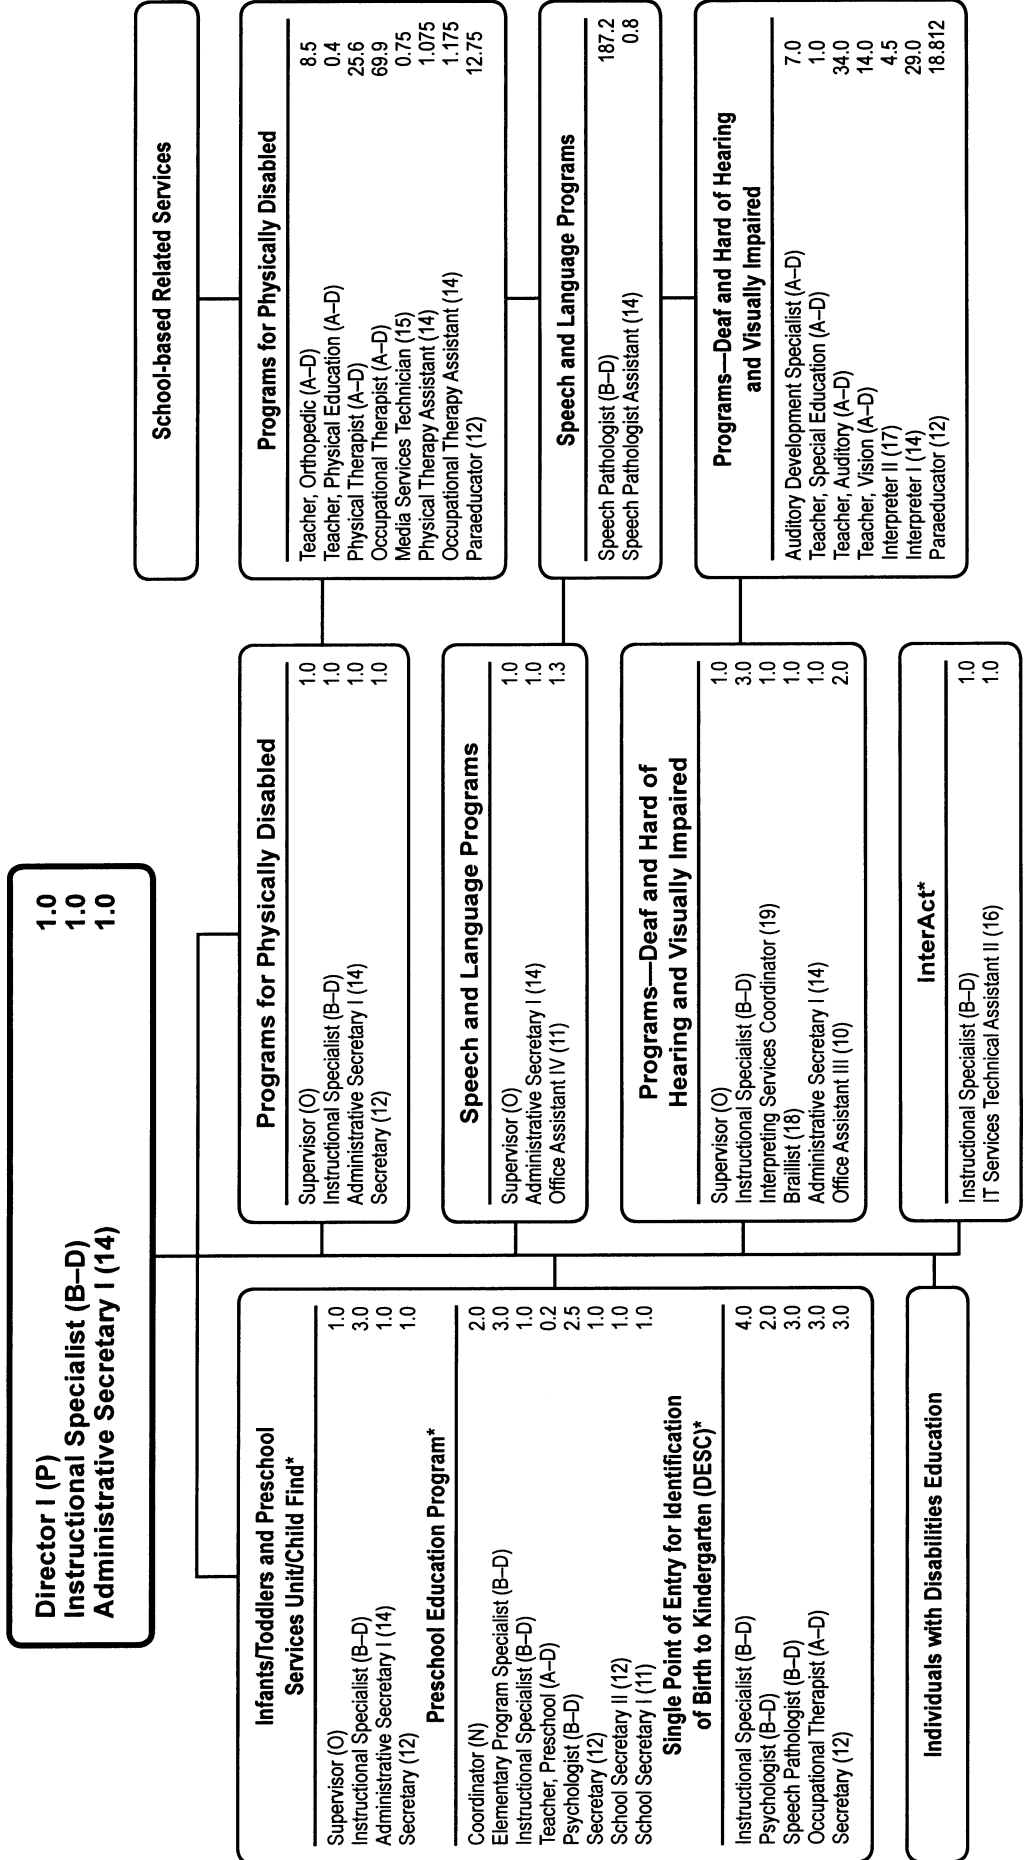 Director I (P) 1.0
Instructional Specialist (B–D) 1.0
Administrative Secretary I (14) 1.0
Infants/Toddlers and Preschool
Services Unit/Child Find*
Supervisor (O) 1.0
Instructional Specialist (B–D) 3.0
Administrative Secretary I (14) 1.0
Secretary (12) 1.0
Preschool Education Program*
Coordinator (N) 2.0
Elementary Program Specialist (B–D) 3.0
Instructional Specialist (B–D) 1.0
Teacher, Preschool (A–D) 0.2
Psychologist (B–D) 2.5
Secretary (12) 1.0
School Secretary II (12) 1.0
School Secretary I (11) 1.0
Single Point of Entry for Identification
of Birth to Kindergarten (DESC)*
Instructional Specialist (B–D) 4.0
Psychologist (B–D) 2.0
Speech Pathologist (B–D) 3.0
Occupational Therapist (A–D) 3.0
Secretary (12) 3.0
Individuals with Disabilities Education
Programs for Physically Disabled
Supervisor (O) 1.0
Instructional Specialist (B–D) 1.0
Administrative Secretary I (14) 1.0
Secretary (12) 1.0
Speech and Language Programs
Supervisor (O) 1.0
Administrative Secretary I (14) 1.0
Office Assistant IV (11) 1.3
Programs—Deaf and Hard of
Hearing and Visually Impaired
Supervisor (O) 1.0
Instructional Specialist (B–D) 3.0
Interpreting Services Coordinator (19) 1.0
Braillist (18) 1.0
Administrative Secretary I (14) 1.0
Office Assistant III (10) 2.0
InterAct*
Instructional Specialist (B–D) 1.0
IT Services Technical Assistant II (16) 1.0
School-based Related Services
Programs for Physically Disabled
Teacher, Orthopedic (A–D) 8.5
Teacher, Physical Education (A–D) 0.4
Physical Therapist (A–D) 25.6
Occupational Therapist (A–D) 69.9
Media Services Technician (15) 0.75
Physical Therapy Assistant (14) 1.075
Occupational Therapy Assistant (14) 1.175
Paraeducator (12) 12.75
Speech and Language Programs
Speech Pathologist (B–D) 187.2
Speech Pathologist Assistant (14) 0.8
Programs—Deaf and Hard of Hearing
and Visually Impaired
Auditory Development Specialist (A–D) 7.0
Teacher, Special Education (A–D) 1.0
Teacher, Auditory (A–D) 34.0
Teacher, Vision (A–D) 14.0
Interpreter II (17) 4.5
Interpreter I (14) 29.0
Paraeducator (12) 18.812